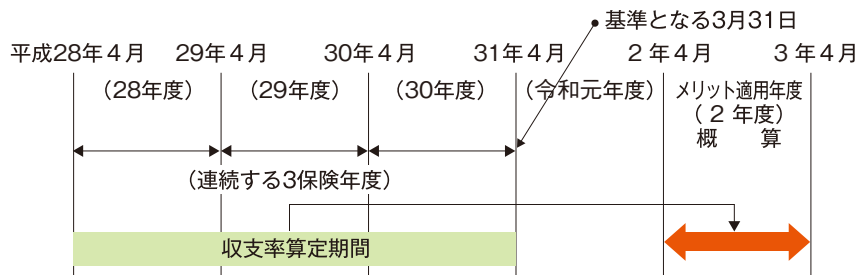 基準となる3月31日
平成28年4月 29年4月 30年4月 31年4月 2年4月 3年4月
（28年度） （29年度） （30年度） （令和元年度） メリット適用年度
（2年度）
概　算
（連続する3保険年度）
収支率算定期間